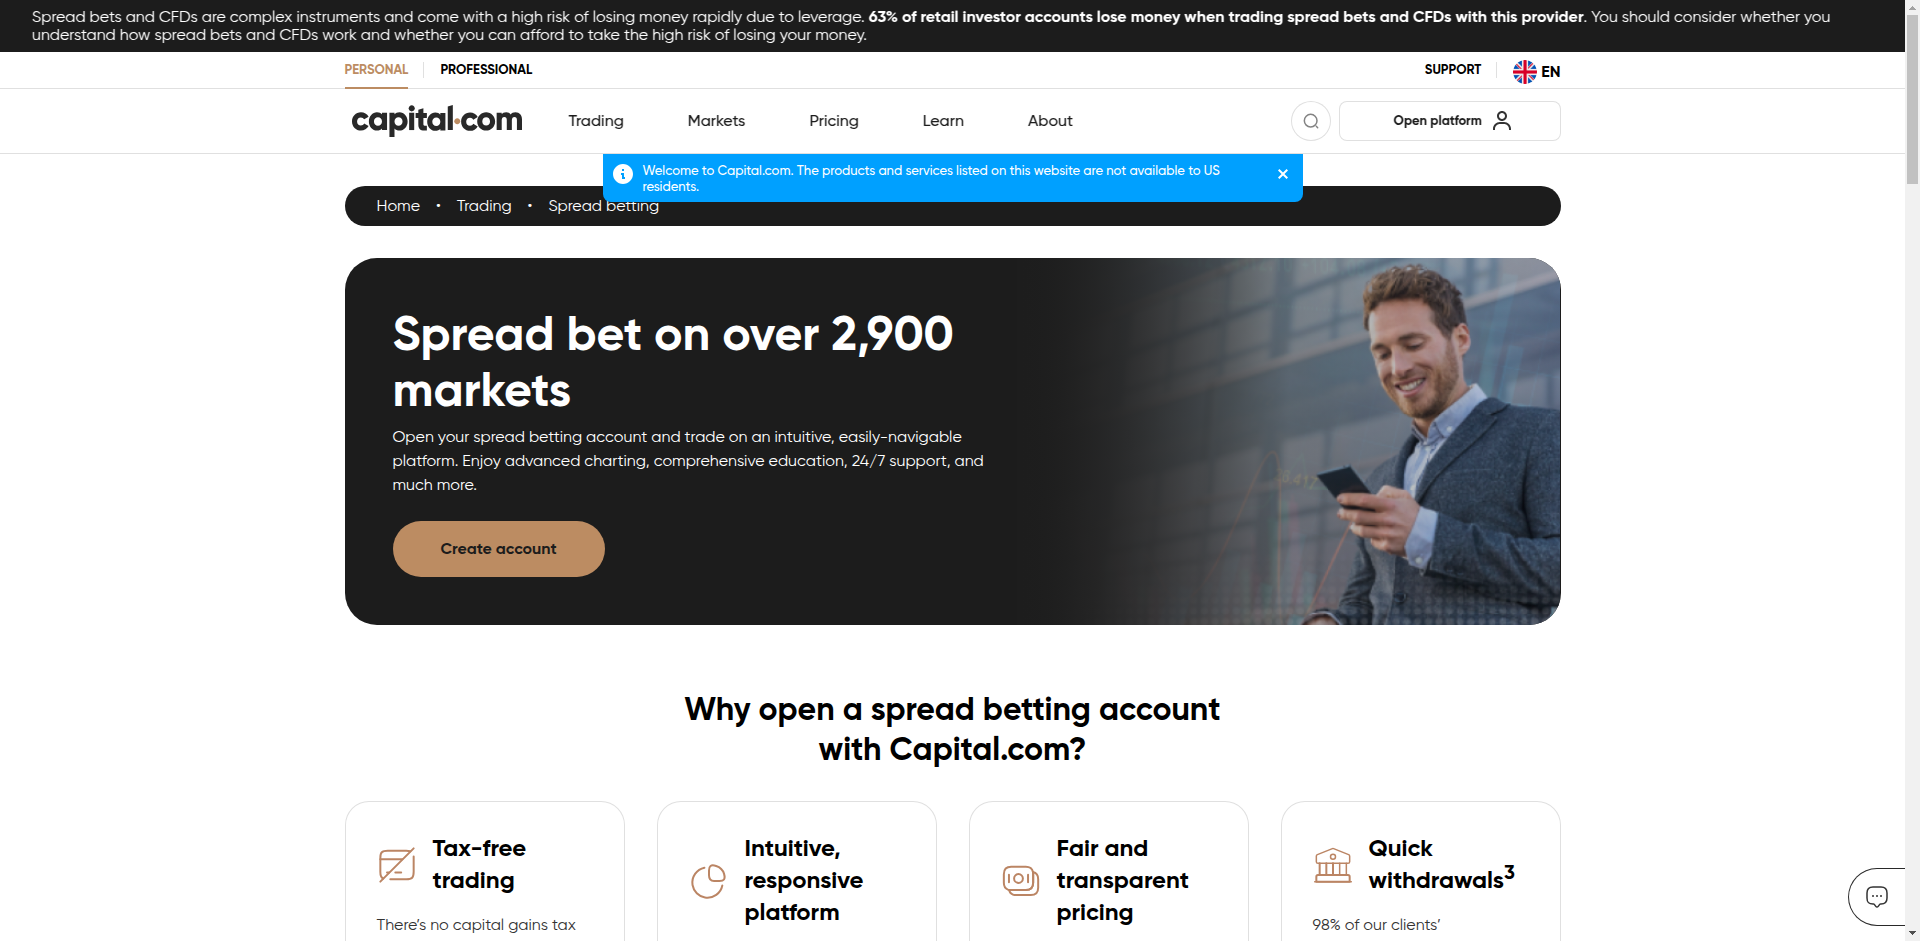 Spread bets and CFDs are complex instruments and come with a high risk of losing money rapidly due to leverage. 63% of retail investor accounts lose money when trading spread bets and CFDs with this provider. You should consider whether you
understand how spread bets and CFDs work and whether you can afford to take the high risk of losing your money.
PERSONAL PROFESSIONAL SUPPORT EN
capital.com Trading Markets Pricing Learn About Open platform
Welcome to Capital.com. The products and services listed on this website are not available to US
residents.
Home • Trading • Spread betting
Spread bet on over 2,900
markets
Open your spread betting account and trade on an intuitive, easily-navigable
platform. Enjoy advanced charting, comprehensive education, 24/7 support, and
much more.
Create account
Why open a spread betting account
with Capital.com?
Tax-free
trading
There's no capital gains tax
Intuitive,
responsive
platform
Fair and
transparent
pricing
Quick
withdrawals3
98% of our clients'